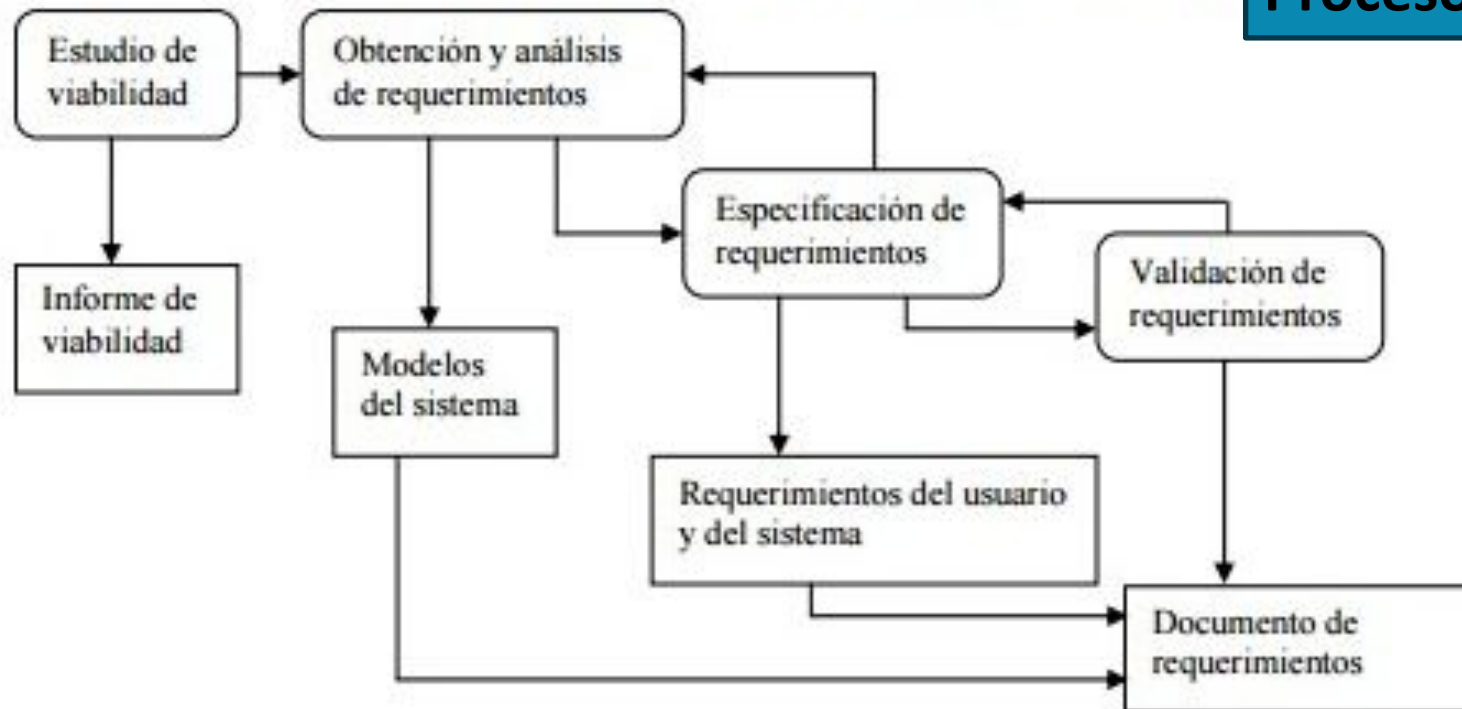 Proceso
Estudio de
viabilidad
Obtención y análisis
de requerimientos
Especificación de
requerimientos
Validación de
requerimientos
Informe de
viabilidad
Modelos
del sistema
Requerimientos del usuario
y del sistema
Documento de
requerimientos